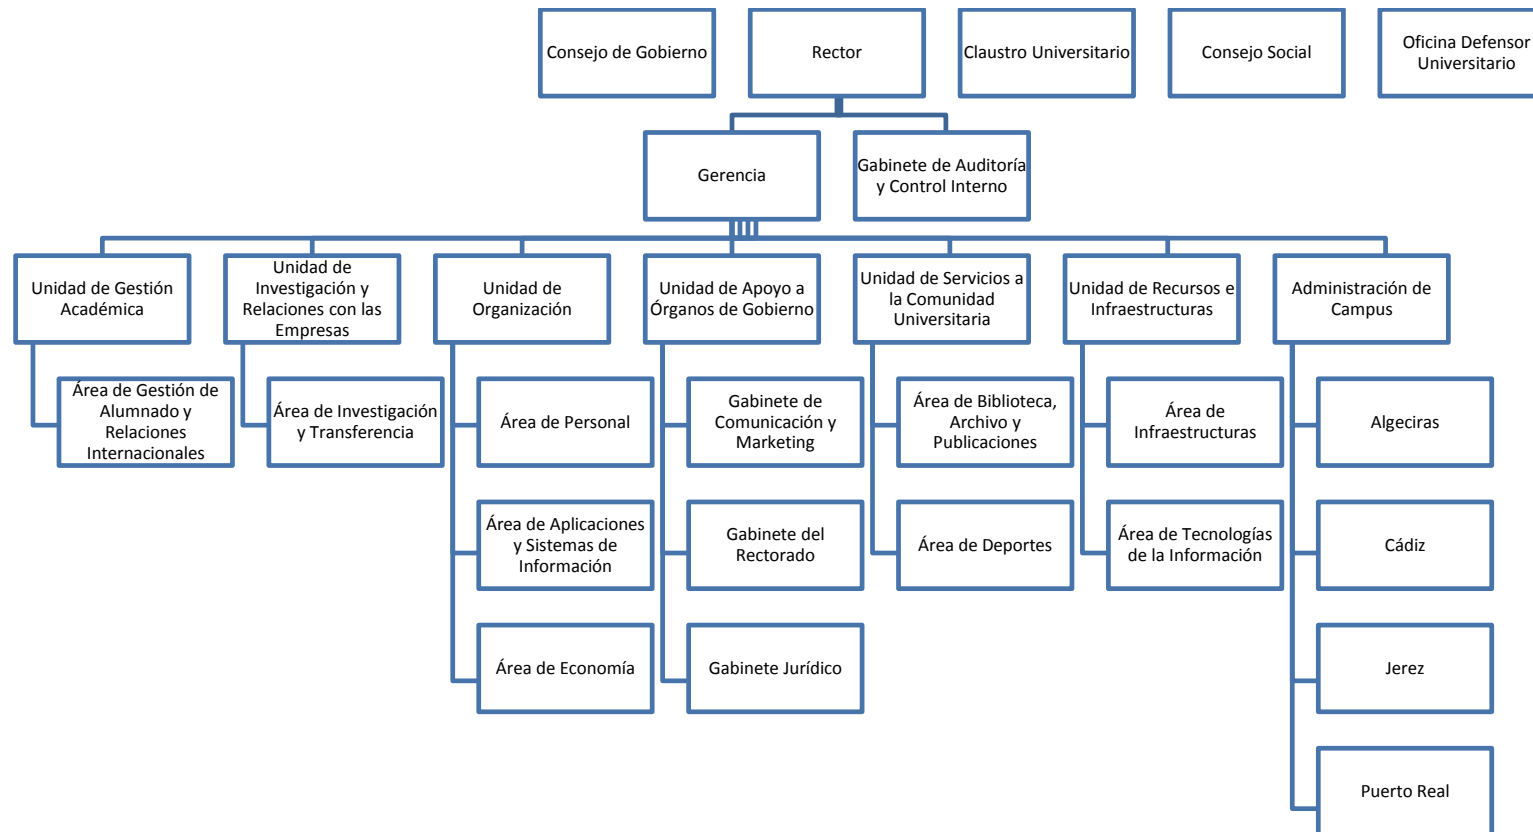 Consejo de Gobierno
Rector
Claustro Universitario
Consejo Social
Oficina Defensor
Universitario
Gerencia
Gabinete de Auditoría
y Control Interno
Unidad de Gestión
Académica
Unidad de
Investigación y
Relaciones con las
Empresas
Unidad de
Organización
Unidad de Apoyo a
Órganos de Gobierno
Unidad de Servicios a
la Comunidad
Universitaria
Unidad de Recursos e
Infraestructuras
Administración de
Campus
Área de Gestión de
Alumnado y
Relaciones
Internacionales
Área de Investigación
y Transferencia
Área de Personal
Gabinete de
Comunicación y
Marketing
Área de Biblioteca,
Archivo y
Publicaciones
Área de
Infraestructuras
Algeciras
Área de Aplicaciones
y Sistemas de
Información
Gabinete del
Rectorado
Área de Deportes
Área de Tecnologías
de la Información
Cádiz
Área de Economía
Gabinete Jurídico
Jerez
Puerto Real